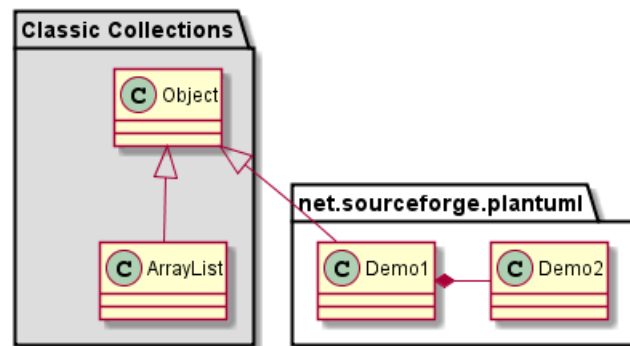 Classic Collections
C Object
net.sourceforge.plantuml
C ArrayList
C Demo1
C Demo2